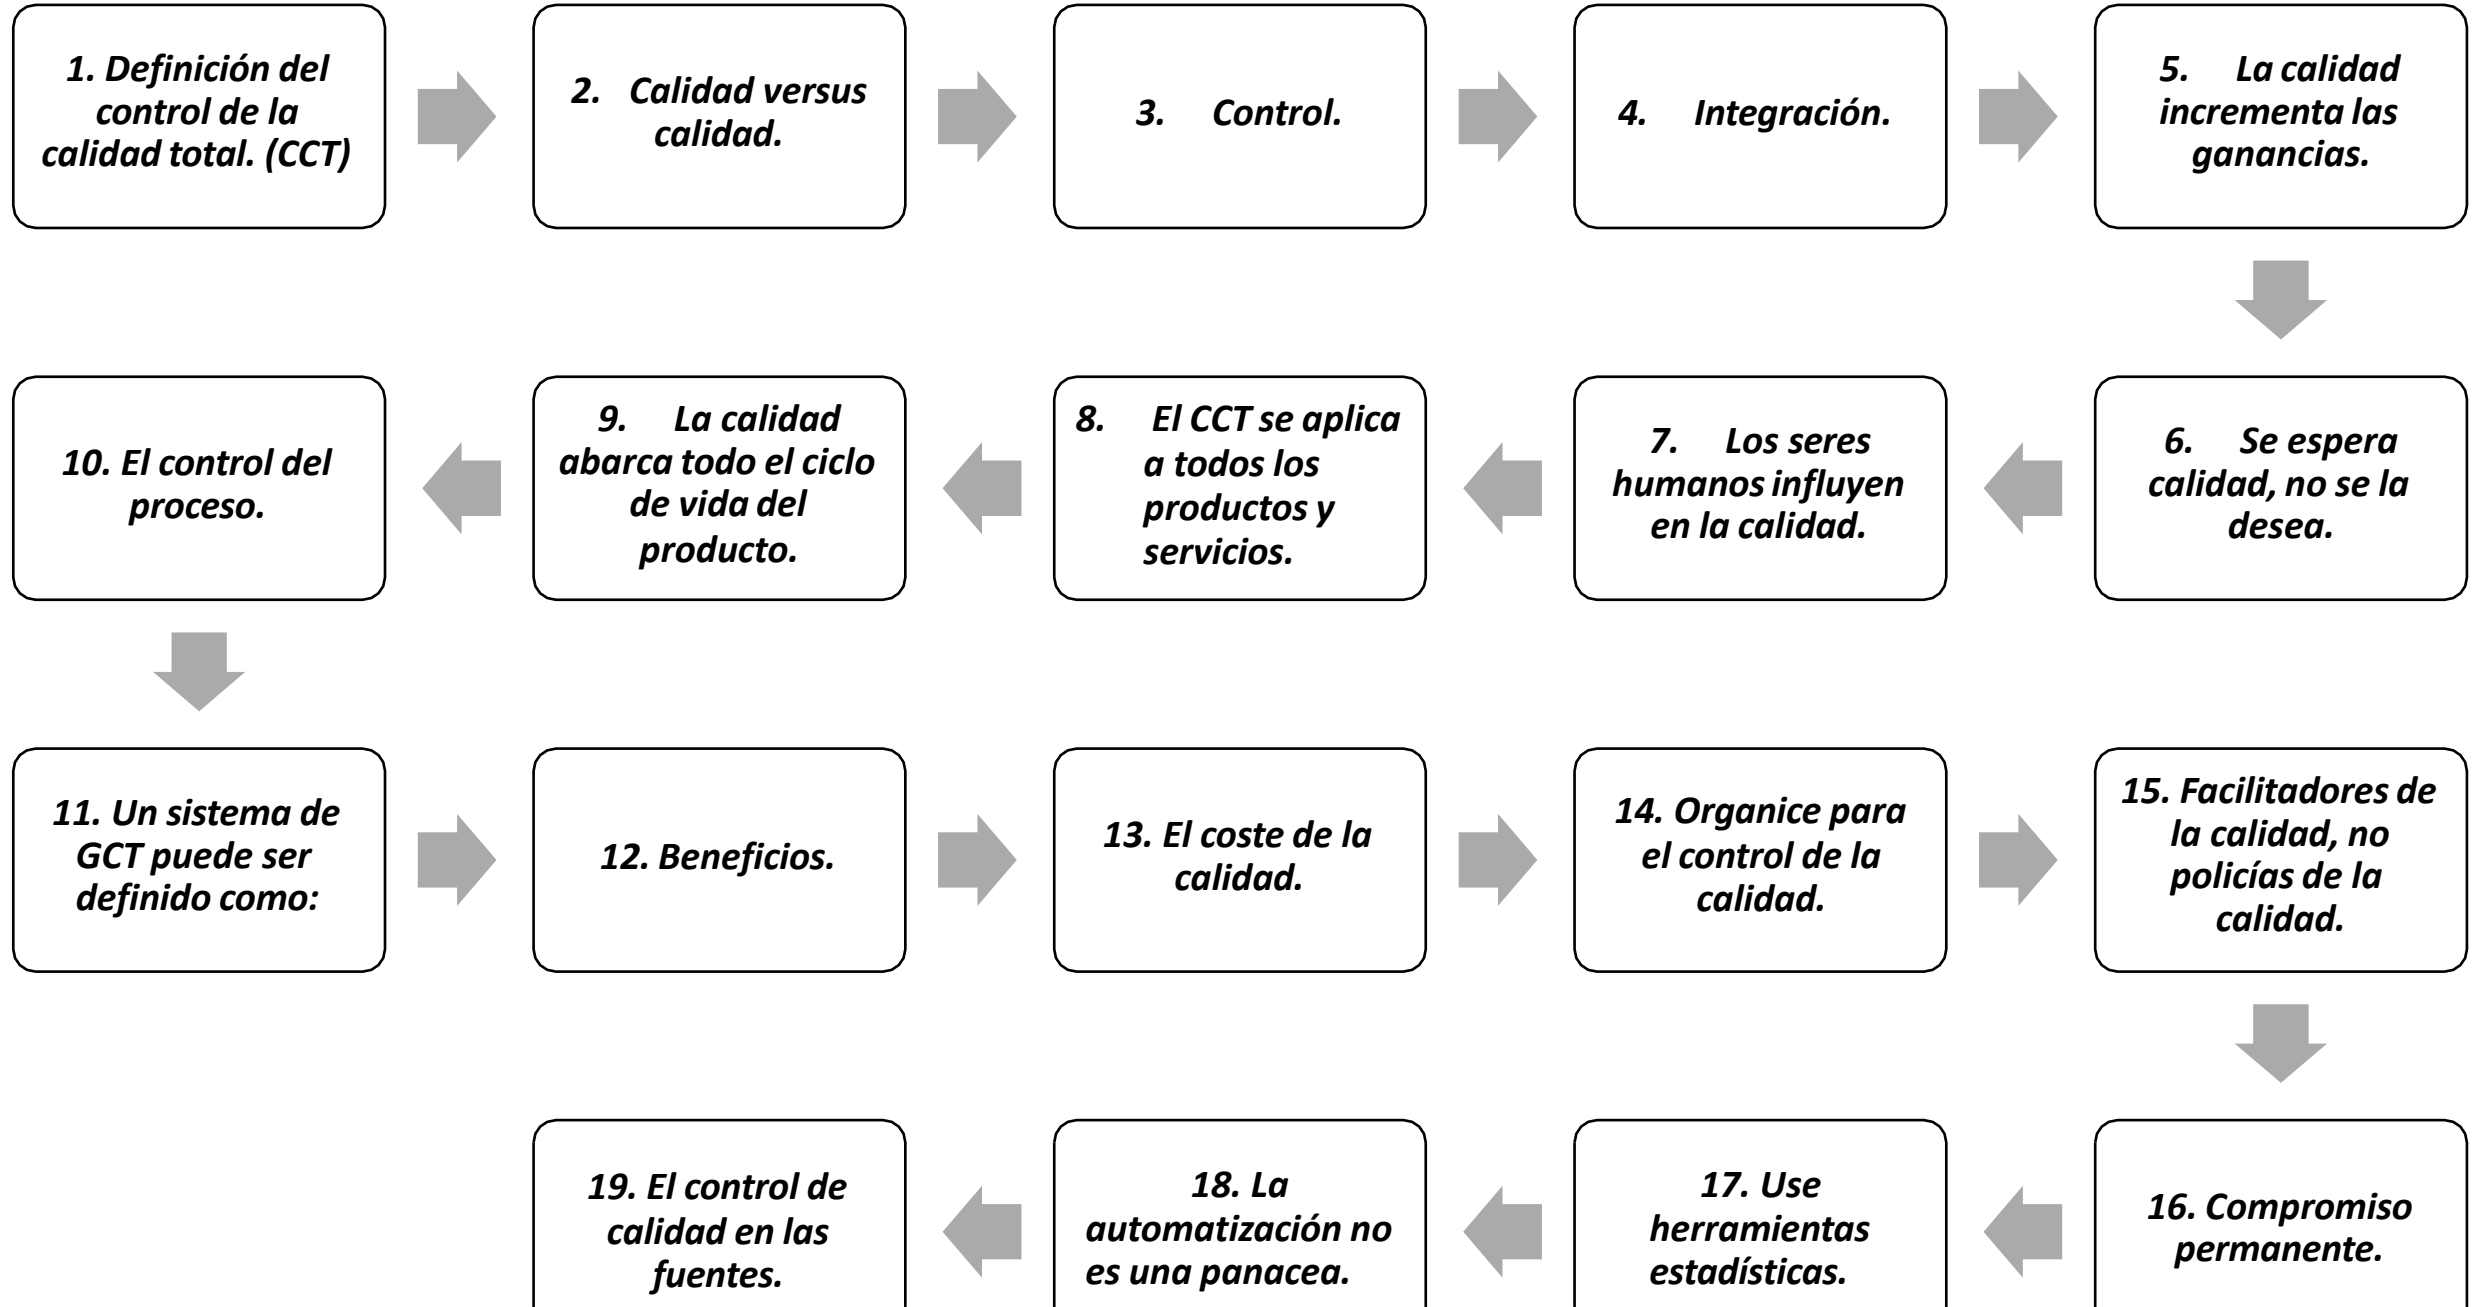 1. Definición del
control de la
calidad total. (CCT)
2. Calidad versus
calidad.
3. Control.
4. Integración.
5. La calidad
incrementa las
ganancias.
6. Se espera
calidad, no se la
desea.
7. Los seres
humanos influyen
en la calidad.
8. El CCT se aplica
a todos los
productos y
servicios.
9. La calidad
abarca todo el ciclo
de vida del
producto.
10. El control del
proceso.
11. Un sistema de
GCT puede ser
definido como:
12. Beneficios.
13. El coste de la
calidad.
14. Organice para
el control de la
calidad.
15. Facilitadores de
la calidad, no
policías de la
calidad.
16. Compromiso
permanente.
17. Use
herramientas
estadísticas.
18. La
automatización no
es una panacea.
19. El control de
calidad en las
fuentes.